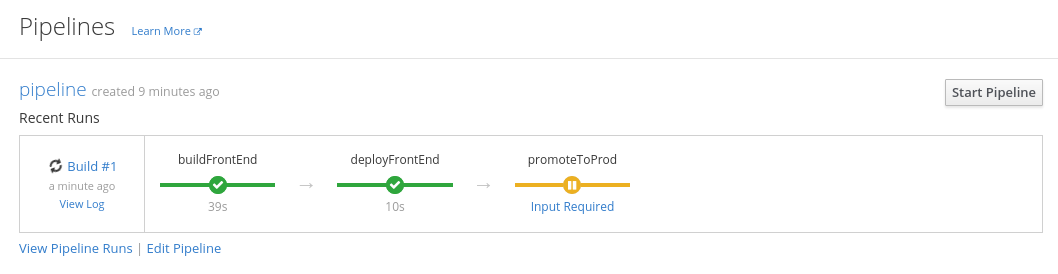 Pipelines Learn More
pipeline created 9 minutes ago
Start Pipeline
Recent Runs
Build #1
a minute ago
View Log
buildFrontEnd
39s
deployFrontEnd
10s
promoteToProd
Input Required
View Pipeline Runs | Edit Pipeline